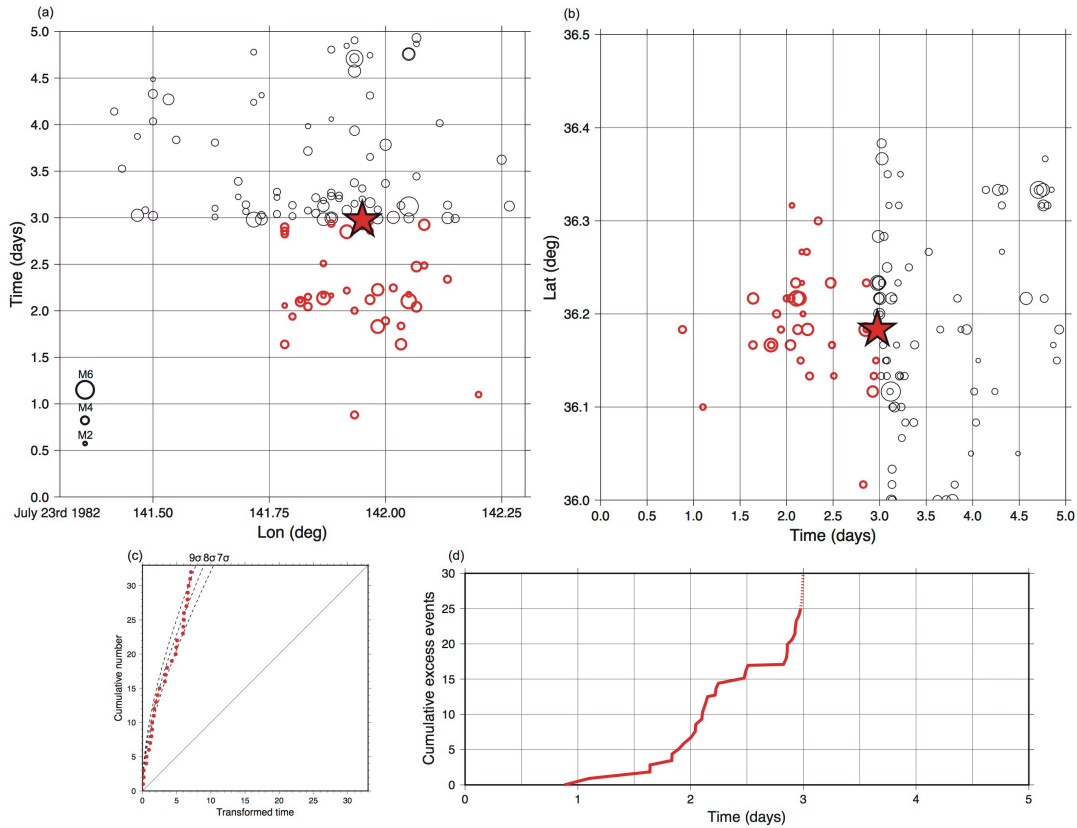 (a)
5.0
4.5
4.0
3.5
3.0
2.5
2.0
1.5
1.0
0.5
0.0
Time (days)
M6
M4
M2
July 23rd 1982
141.50 141.75 142.00 142.25
Lon (deg)
(b)
36.5
36.4
36.3
36.2
36.1
36.0
Lat (deg)
0.0 0.5 1.0 1.5 2.0 2.5 3.0 3.5 4.0 4.5 5.0
Time (days)
(c)
9σ 8σ 7σ
30
25
20
15
10
5
0
Cumulative number
0 5 10 15 20 25 30
Transformed time
(d)
30
25
20
15
10
5
0
Cumulative excess events
0 1 2 3 4 5
Time (days)